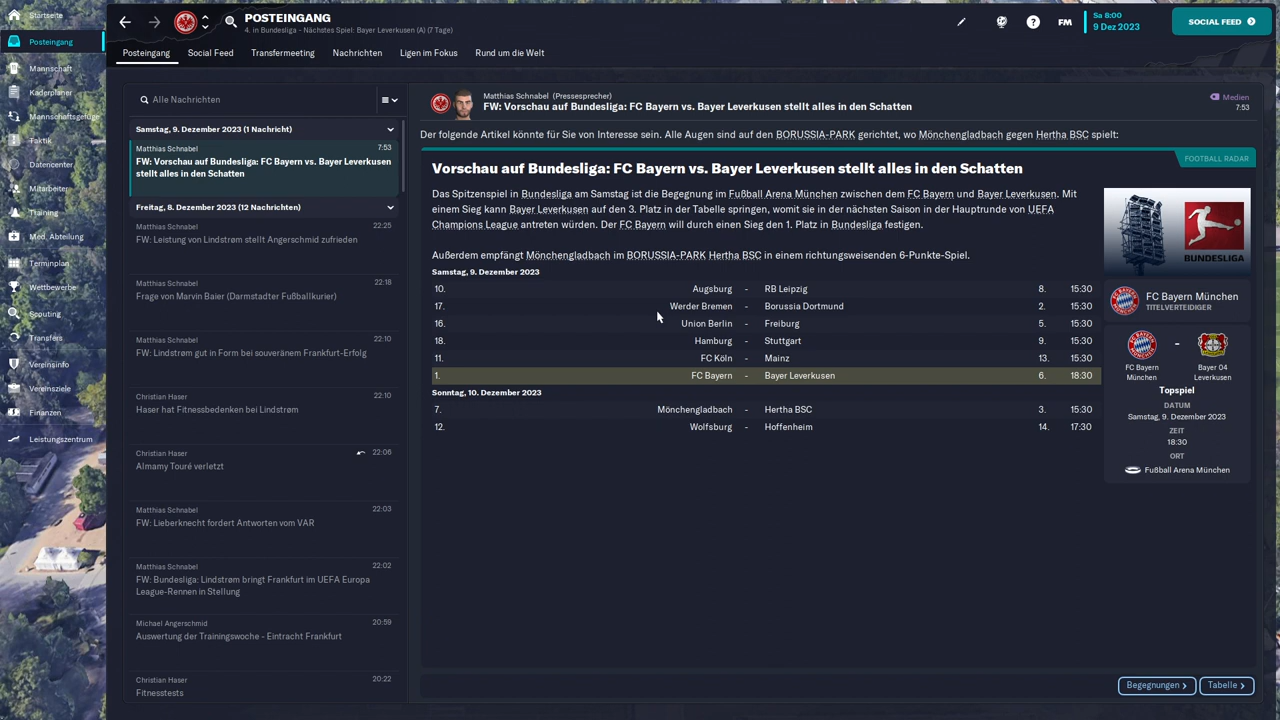 Startseite
Posteingang
Mannschaft
Kaderplaner
Mannschaftsgefüge
Taktik
Datencenter
Mitarbeiter
Training
Med. Abteilung
Terminplan
Wettbewerbe
Scouting
Transfers
Vereinsinfo
Vereinsziele
Finanzen
Leistungszentrum
POSTEINGANG
4. in Bundesliga - Nächstes Spiel: Bayer Leverkusen (A) (7 Tage)
FM
Sa 8:00
9 Dez 2023
SOCIAL FEED
Posteingang Social Feed Transfermeeting Nachrichten Ligen im Fokus Rund um die Welt
Alle Nachrichten
Samstag, 9. Dezember 2023 (1 Nachricht)
Matthias Schnabel 7:53
FW: Vorschau auf Bundesliga: FC Bayern vs. Bayer Leverkusen
stellt alles in den Schatten
Freitag, 8. Dezember 2023 (12 Nachrichten)
Matthias Schnabel 22:25
FW: Leistung von Lindstrøm stellt Angerschmid zufrieden
Matthias Schnabel 22:18
Frage von Marvin Baier (Darmstadter Fußballkurier)
Matthias Schnabel 22:10
FW: Lindstrøm gut in Form bei souveränem Frankfurt-Erfolg
Christian Haser 22:10
Haser hat Fitnessbedenken bei Lindstrøm
Christian Haser 22:06
Almamy Touré verletzt
Matthias Schnabel 22:03
FW: Lieberknecht fordert Antworten vom VAR
Matthias Schnabel 22:02
FW: Bundesliga: Lindstrøm bringt Frankfurt im UEFA Europa
League-Rennen in Stellung
Michael Angerschmid 20:59
Auswertung der Trainingswoche - Eintracht Frankfurt
Christian Haser 20:22
Fitnesstests
Matthias Schnabel (Pressesprecher)
FW: Vorschau auf Bundesliga: FC Bayern vs. Bayer Leverkusen stellt alles in den Schatten
Medien
7:53
Der folgende Artikel könnte für Sie von Interesse sein. Alle Augen sind auf den BORUSSIA-PARK gerichtet, wo Mönchengladbach gegen Hertha BSC spielt:
FOOTBALL RADAR
Vorschau auf Bundesliga: FC Bayern vs. Bayer Leverkusen stellt alles in den Schatten
Das Spitzenspiel in Bundesliga am Samstag ist die Begegnung im Fußball Arena München zwischen dem FC Bayern und Bayer Leverkusen. Mit
einem Sieg kann Bayer Leverkusen auf den 3. Platz in der Tabelle springen, womit sie in der nächsten Saison in der Hauptrunde von UEFA
Champions League antreten würden. Der FC Bayern will durch einen Sieg den 1. Platz in Bundesliga festigen.
Außerdem empfängt Mönchengladbach im BORUSSIA-PARK Hertha BSC in einem richtungsweisenden 6-Punkte-Spiel.
Samstag, 9. Dezember 2023
10. Augsburg - RB Leipzig 8. 15:30
17. Werder Bremen - Borussia Dortmund 2. 15:30
16. Union Berlin - Freiburg 5. 15:30
18. Hamburg - Stuttgart 9. 15:30
11. FC Köln - Mainz 13. 15:30
1. FC Bayern - Bayer Leverkusen 6. 18:30
Sonntag, 10. Dezember 2023
7. Mönchengladbach - Hertha BSC 3. 15:30
12. Wolfsburg - Hoffenheim 14. 17:30
BUNDESLIGA
FC Bayern München
TITELVERTEIDIGER
-
FC Bayern
München
Bayer 04
Leverkusen
Topspiel
DATUM
Samstag, 9. Dezember 2023
ZEIT
18:30
ORT
Fußball Arena München
Begegnungen
Tabelle